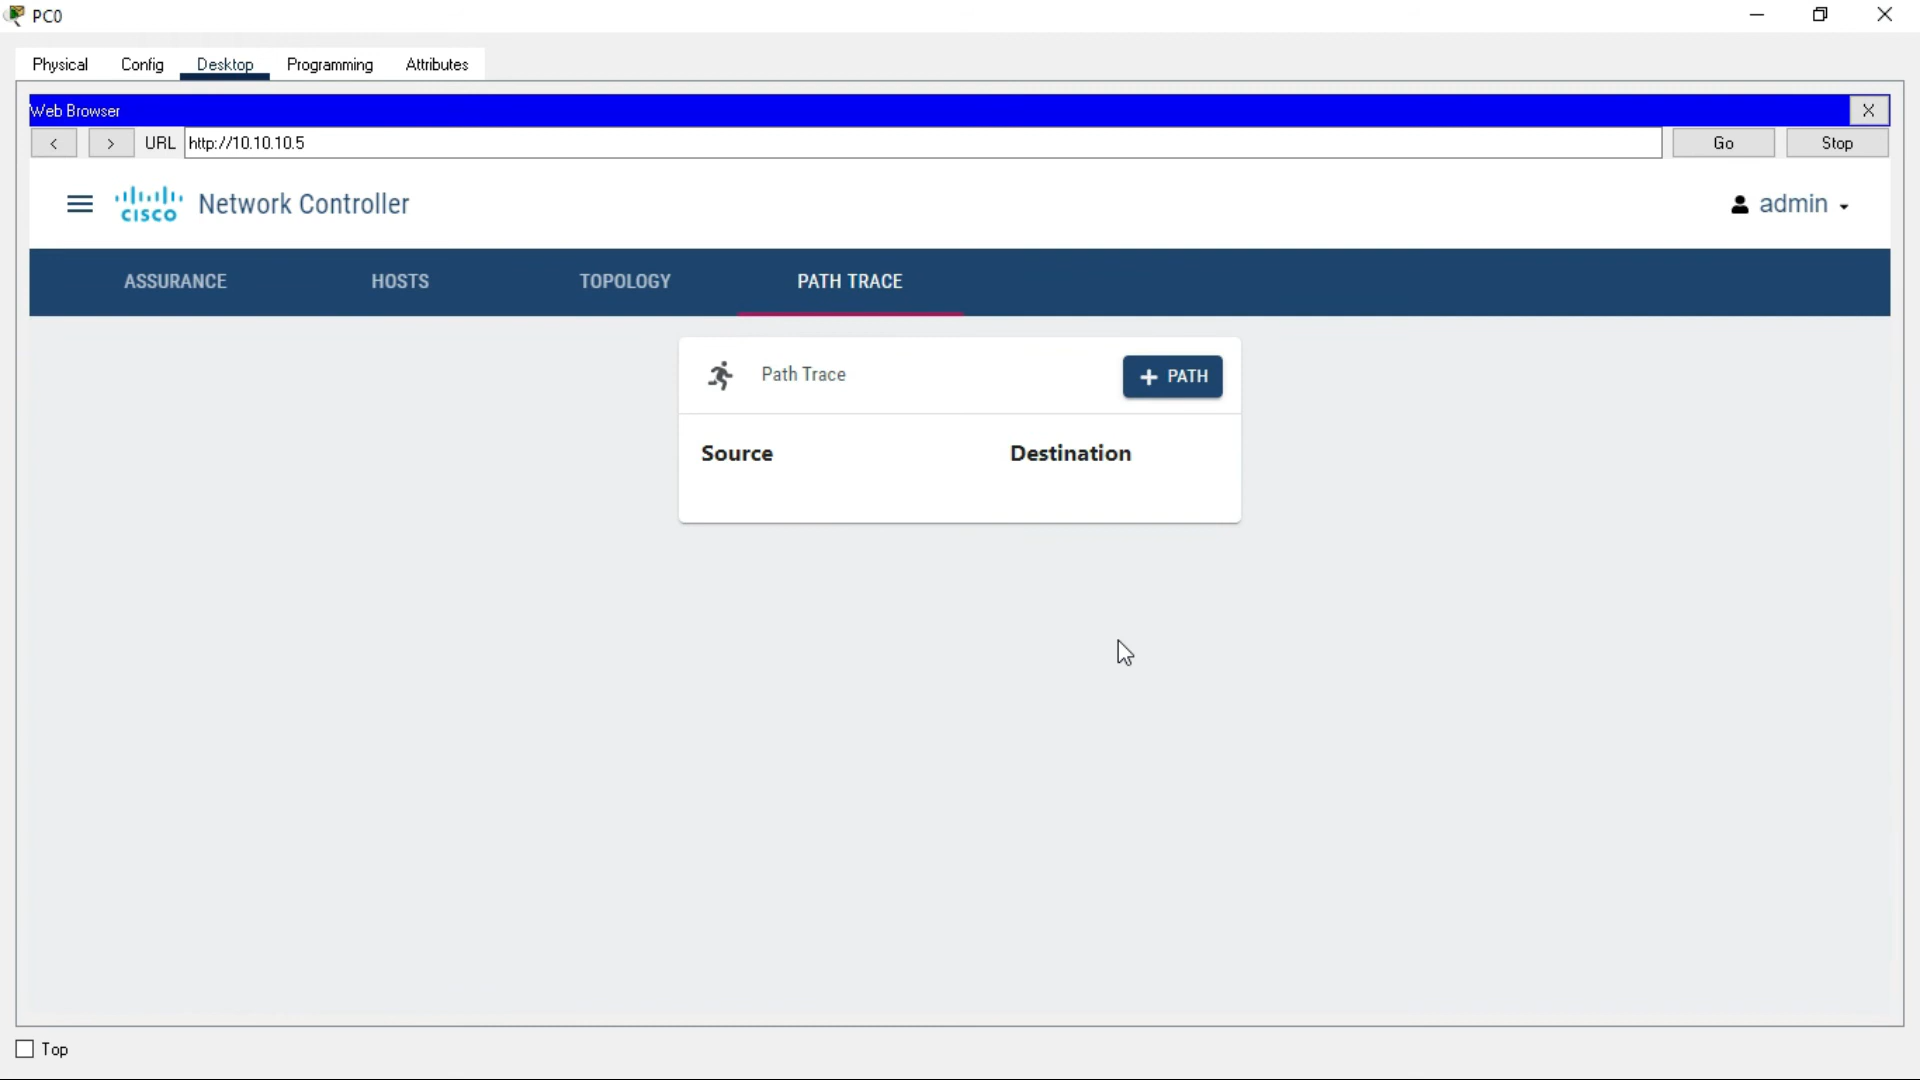 PC0
Physical Config Desktop Programming Attributes
Web Browser X
< > URL http://10.10.10.5 Go Stop
CISCO Network Controller admin
ASSURANCE HOSTS TOPOLOGY PATH TRACE
Path Trace + PATH
Source Destination
Top